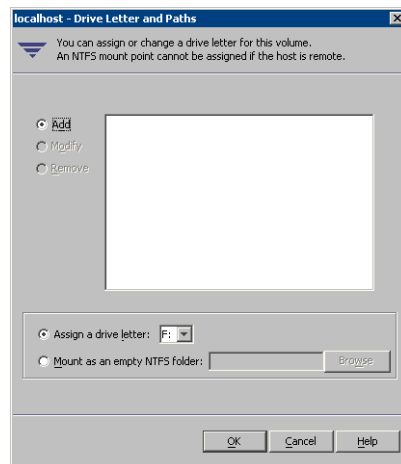 localhost - Drive Letter and Paths
You can assign or change a drive letter for this volume.
An NTFS mount point cannot be assigned if the host is remote.
Add
Modify
Remove
Assign a drive letter: F:
Mount as an empty NTFS folder: Browse
OK Cancel Help